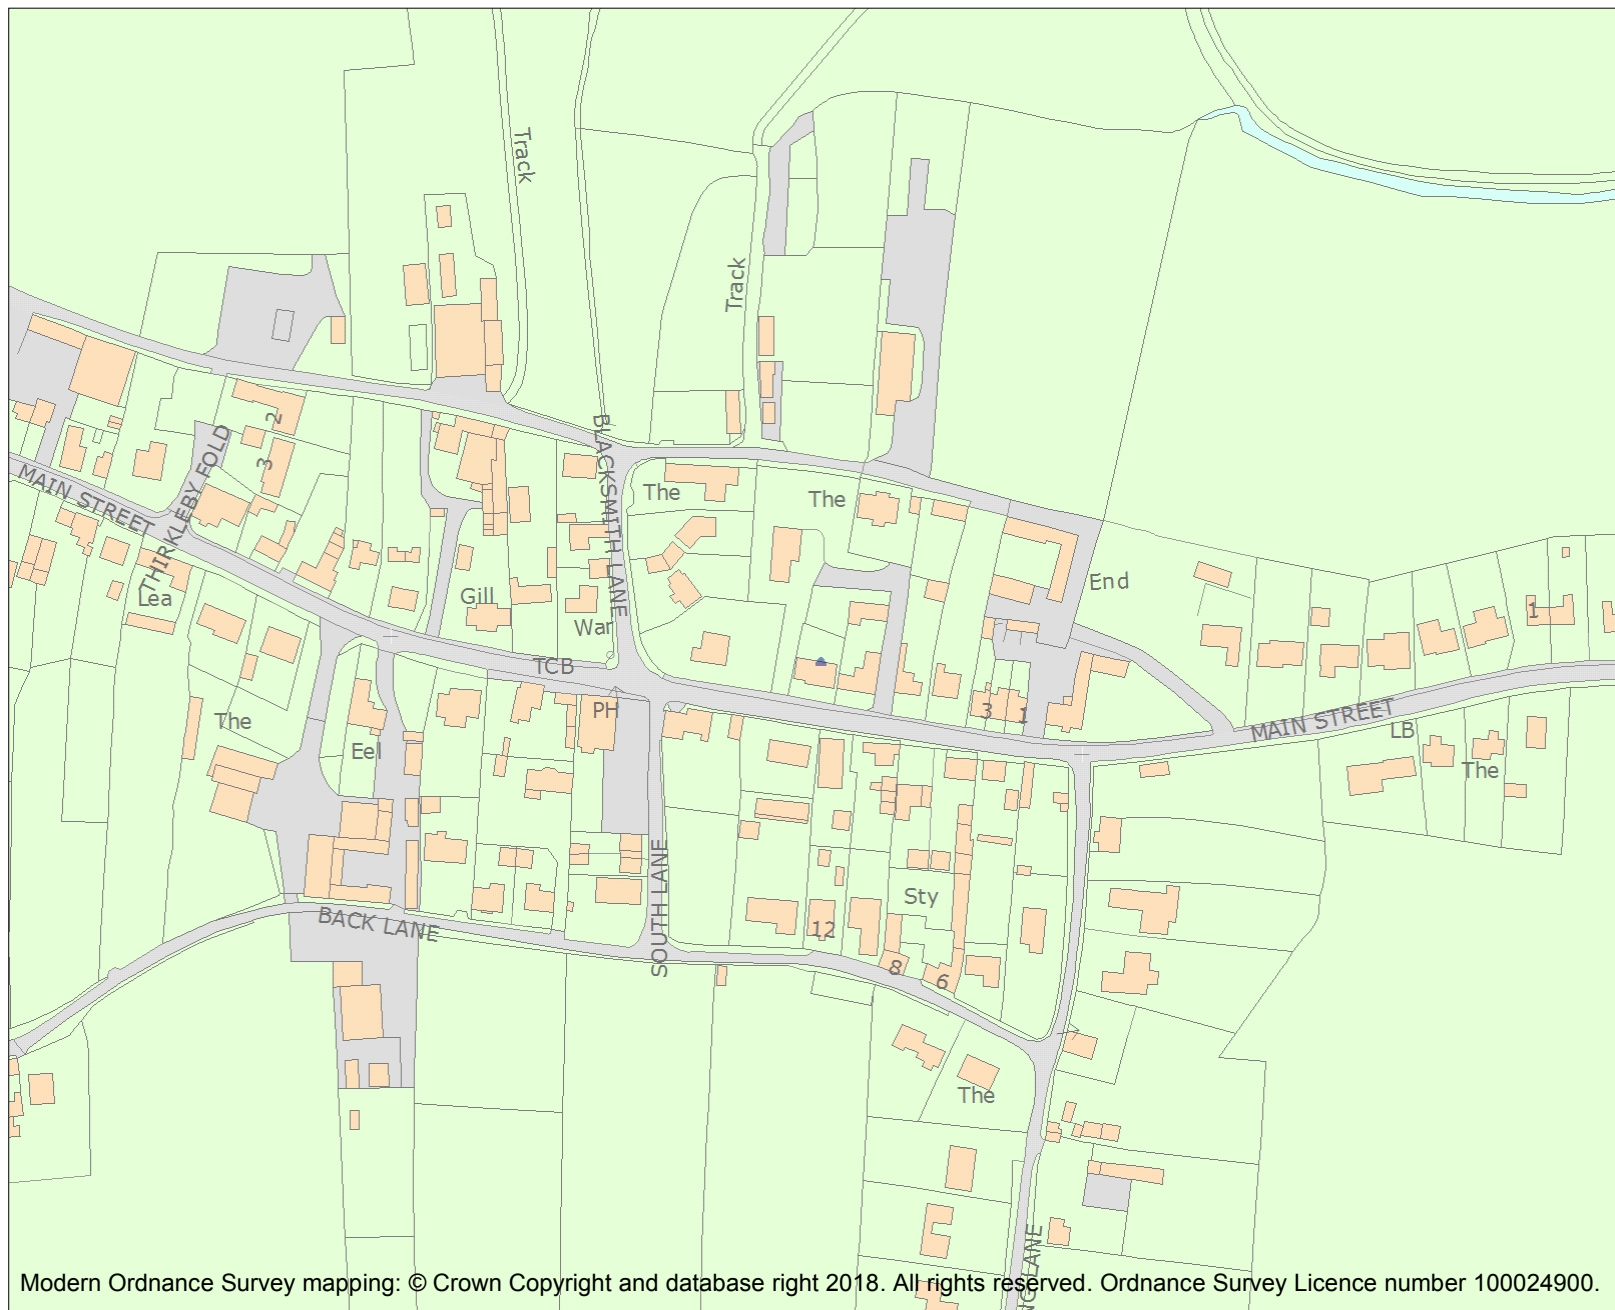 Track
Track
2
3
BLACKSMITH LANE
THIRKLEBY FOLD
MAIN STREET
The
The
End
Lea
Gill
War
1
TCB
The
PH
3
1
MAIN STREET
LB
Eel
The
Sty
SOUTH LANE
BACK LANE
12
8
6
The
Modern Ordnance Survey mapping: © Crown Copyright and database right 2018. All rights reserved. Ordnance Survey Licence number 100024900.